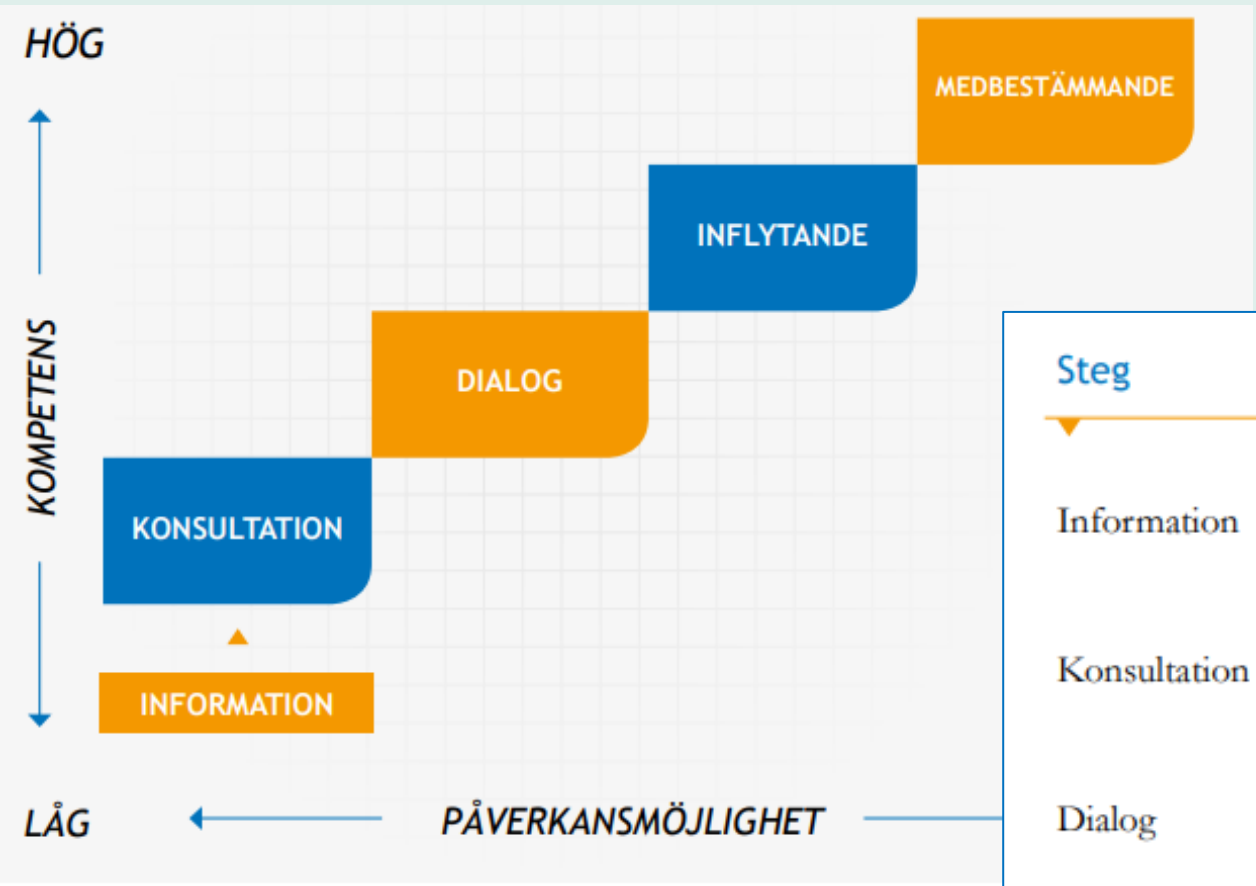 HÖG
MEDBESTÄMMANDE
INFLYTANDE
KOMPETENS
DIALOG
KONSULTATION
INFORMATION
LÅG
PÅVERKANSMÖJLIGHET
Steg
Information
Konsultation
Dialog